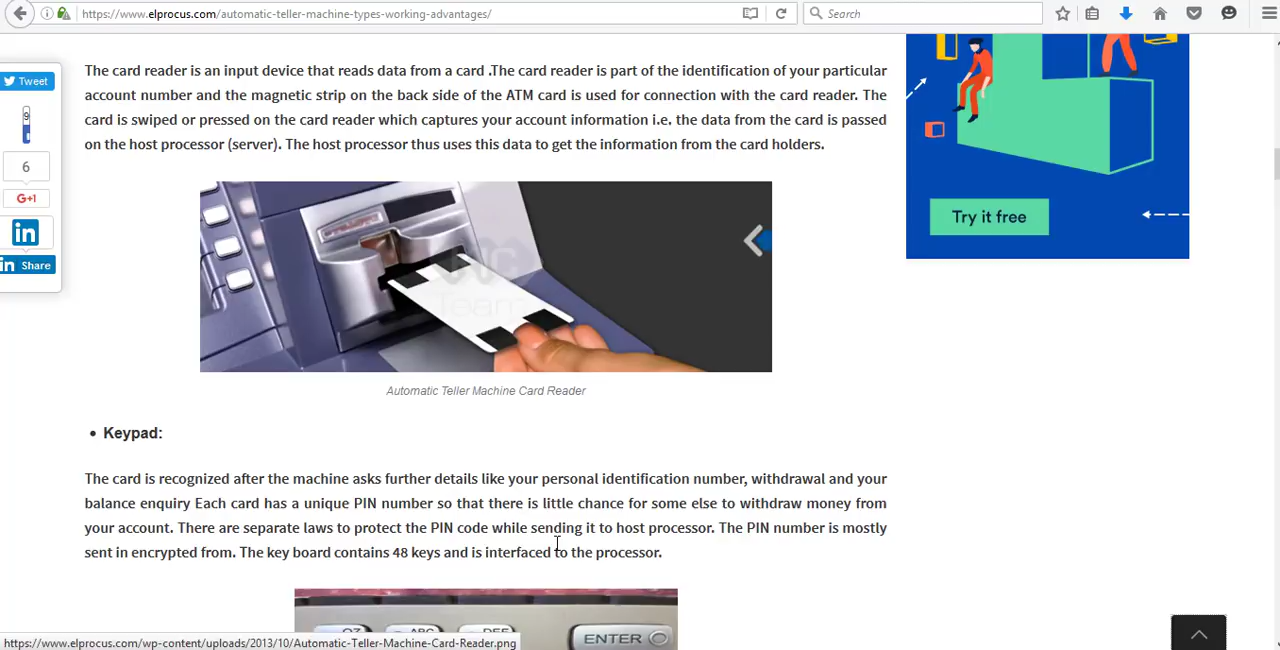 https://www.elprocus.com/automatic-teller-machine-types-working-advantages/
Search
The card reader is an input device that reads data from a card .The card reader is part of the identification of your particular
account number and the magnetic strip on the back side of the ATM card is used for connection with the card reader. The
card is swiped or pressed on the card reader which captures your account information i.e. the data from the card is passed
on the host processor (server). The host processor thus uses this data to get the information from the card holders.
Tweet
9
6
G+1
in
in Share
Try it free
Team
Automatic Teller Machine Card Reader
• Keypad:
The card is recognized after the machine asks further details like your personal identification number, withdrawal and your
balance enquiry Each card has a unique PIN number so that there is little chance for some else to withdraw money from
your account. There are separate laws to protect the PIN code while sending it to host processor. The PIN number is mostly
sent in encrypted from. The key board contains 48 keys and is interfaced to the processor.
QZ ABC DEF ENTER
https://www.elprocus.com/wp-content/uploads/2013/10/Automatic-Teller-Machine-Card-Reader.png